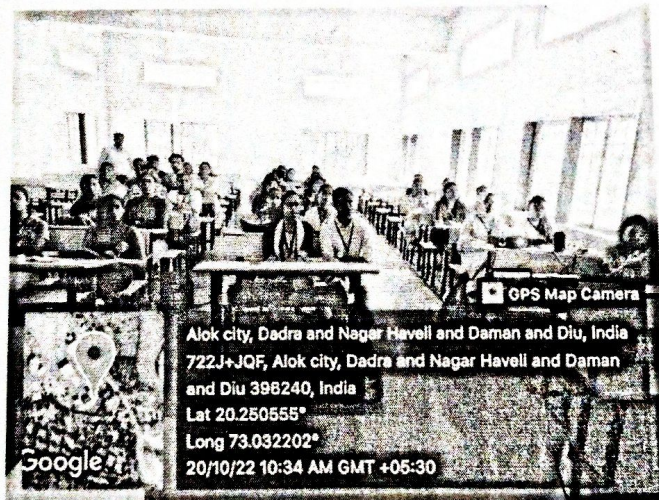 GPS Map Camera
Alok city, Dadra and Nagar Haveli and Daman and Diu, India
722J+JQF, Alok city, Dadra and Nagar Haveli and Daman
and Diu 396240, India
Lat 20.250555°
Long 73.032202°
20/10/22 10:34 AM GMT +05:30
Google